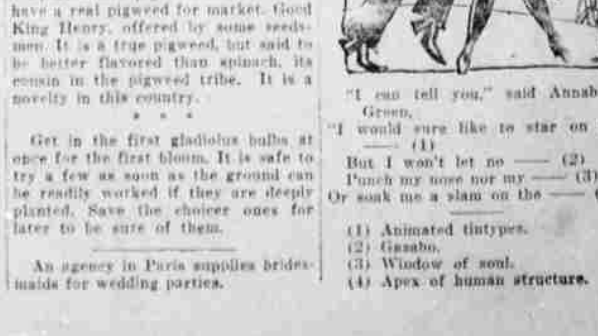 have a real pigweed for market. Good
King Henry, offered by some seeds-
men. It is a true pigweed, but said to
be better flavored than spinach, its
cousin in the pigweed tribe. It is a
novelty in this country.
* * *
Get in the first gladiolus bulbs at
once for the first bloom. It is safe to
try a few as soon as the ground can
be readily worked if they are deeply
planted. Save the choicer ones for
later to be sure of them.
An agency in Paris supplies brides-
maids for wedding parties.
"I can tell you," said Annab
Green,
"I would sure like to star on
—— (1)
But I won't let no —— (2)
Punch my nose nor my —— (3)
Or soak me a slam on the —— (
(1) Animated tintypes.
(2) Gazabo.
(3) Window of soul.
(4) Apex of human structure.